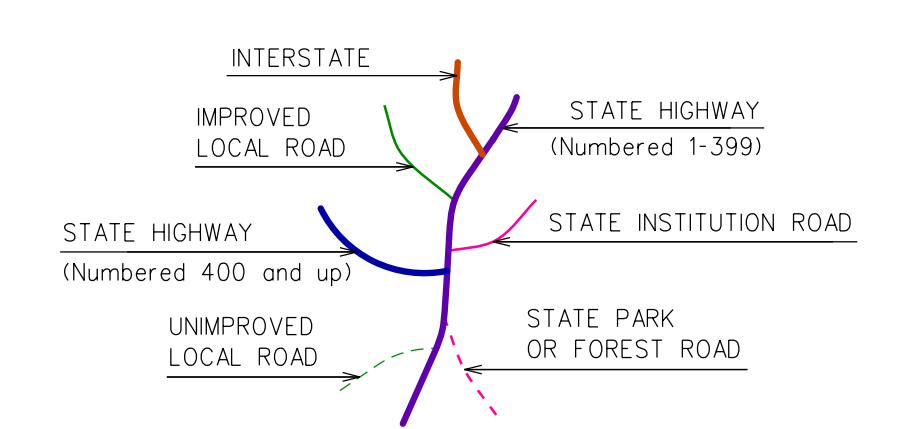 INTERSTATE
IMPROVED
LOCAL ROAD
STATE HIGHWAY
(Numbered 1-399)
STATE HIGHWAY
(Numbered 400 and up)
STATE INSTITUTION ROAD
UNIMPROVED
LOCAL ROAD
STATE PARK
OR FOREST ROAD